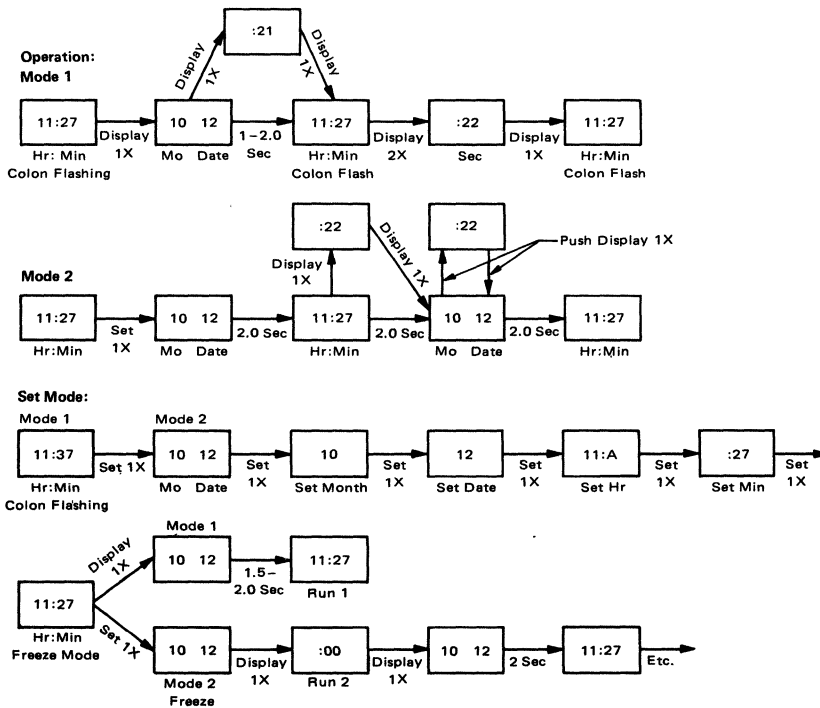 Operation:
Mode 1
:21
Display
1X
Display
1X
11:27
Display
1X
10 12
1–2.0
Sec
11:27
Display
2X
:22
Display
1X
11:27
Hr: Min
Colon Flashing
Mo Date
Hr:Min
Colon Flash
Sec
Hr:Min
Colon Flash
Mode 2
:22
Display
1X
Display 1X
:22
Push Display 1X
11:27
Set
1X
10 12
2.0 Sec
11:27
2.0 Sec
10 12
2.0 Sec
11:27
Hr:Min
Mo Date
Hr:Min
Mo Date
Hr:Min
Set Mode:
Mode 1
Mode 2
11:37
Set 1X
10 12
Set
1X
10
Set
1X
12
Set
1X
11:A
Set
1X
:27
Set
1X
Hr:Min
Colon Flashing
Mo Date
Set Month
Set Date
Set Hr
Set Min
Mode 1
Display
1X
10 12
1.5–
2.0 Sec
11:27
Run 1
11:27
Hr:Min
Freeze Mode
Set 1X
10 12
Display
1X
:00
Display
1X
10 12
2 Sec
11:27
Etc.
Mode 2
Freeze
Run 2